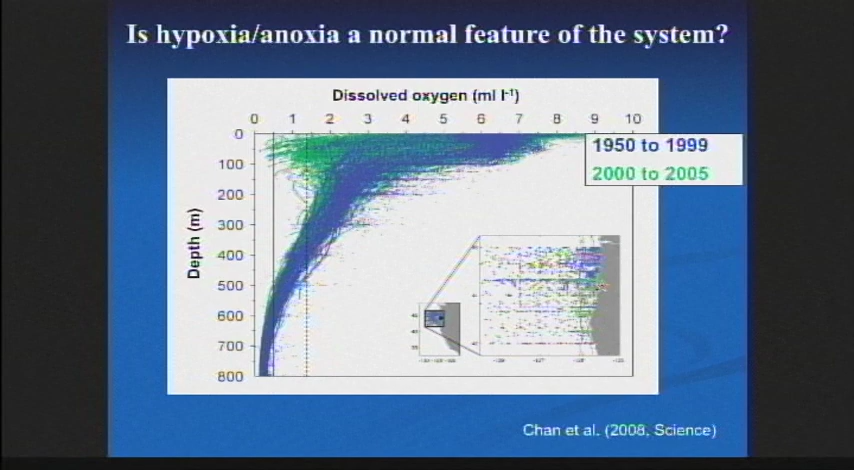 Is hypoxia/anoxia a normal feature of the system?
Dissolved oxygen (ml l-1)
0 1 2 3 4 5 6 7 8 9 10
0
100
200
300
400
500
600
700
800
Depth (m)
1950 to 1999
2000 to 2005
Chan et al. (2008, Science)